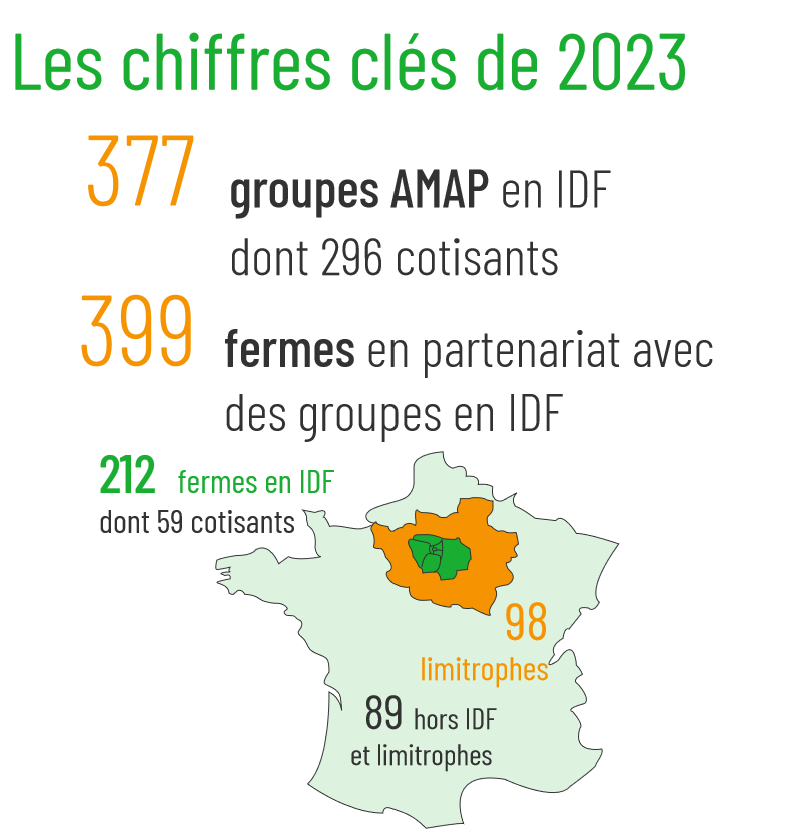 Les chiffres clés de 2023
377 groupes AMAP en IDF
dont 296 cotisants
399 fermes en partenariat avec
des groupes en IDF
212 fermes en IDF
dont 59 cotisants
98
limitrophes
89 hors IDF
et limitrophes